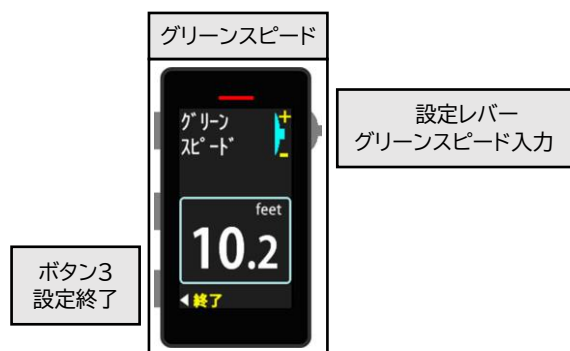 グリーンスピード
グリーン
スピード
+
-
設定レバー
グリーンスピード入力
feet
10.2
ボタン3
設定終了
◀終了